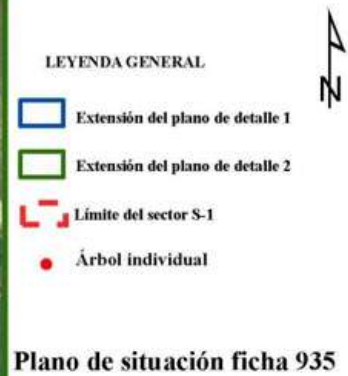 N
LEYENDA GENERAL
Extensión del plano de detalle 1
Extensión del plano de detalle 2
Límite del sector S-1
Árbol individual
Plano de situación ficha 935